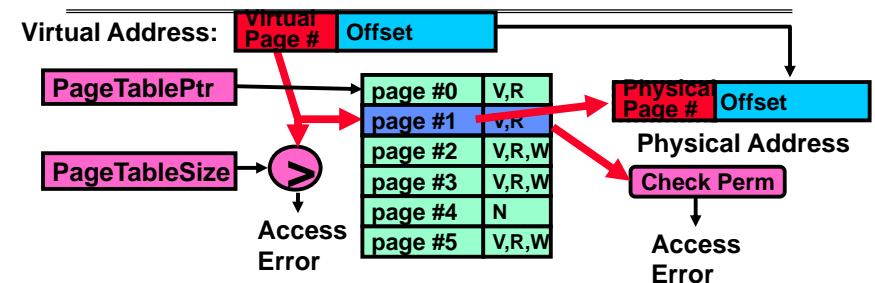 Virtual Address:
Virtual
Page #
Offset
PageTablePtr
page #0 V,R
page #1 V,R
page #2 V,R,W
page #3 V,R,W
page #4 N
page #5 V,R,W
Physical
Page #
Offset
Physical Address
PageTableSize
>
Check Perm
Access
Error
Access
Error